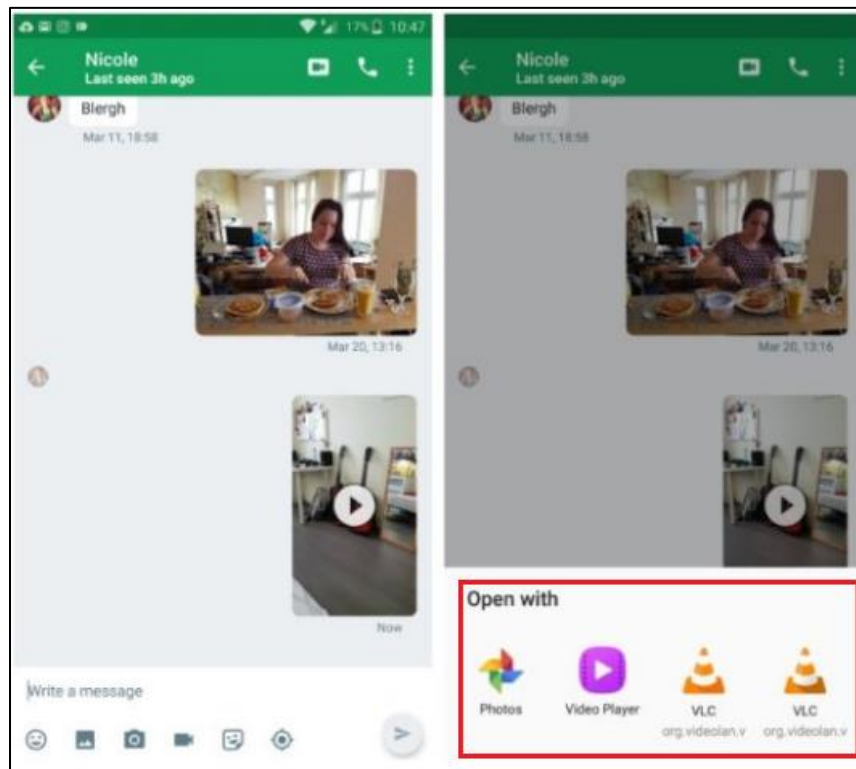 17% 10:47
Nicole
Last seen 3h ago
Blergh
Mar 11, 18:58
Mar 20, 13:16
Now
Write a message
Nicole
Last seen 3h ago
Blergh
Mar 11, 18:58
Mar 20, 13:16
Open with
Photos
Video Player
VLC
org.videolan.v
VLC
org.videolan.v